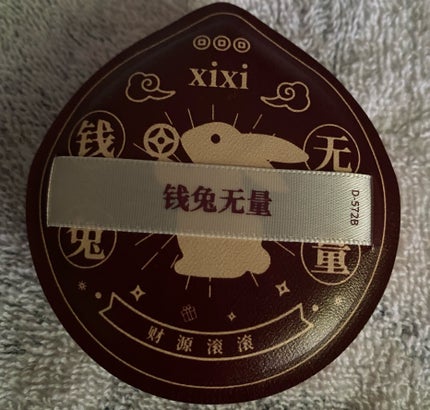 xixi
钱 无
钱兔无量
D-572B
兔 量
财源滚滚